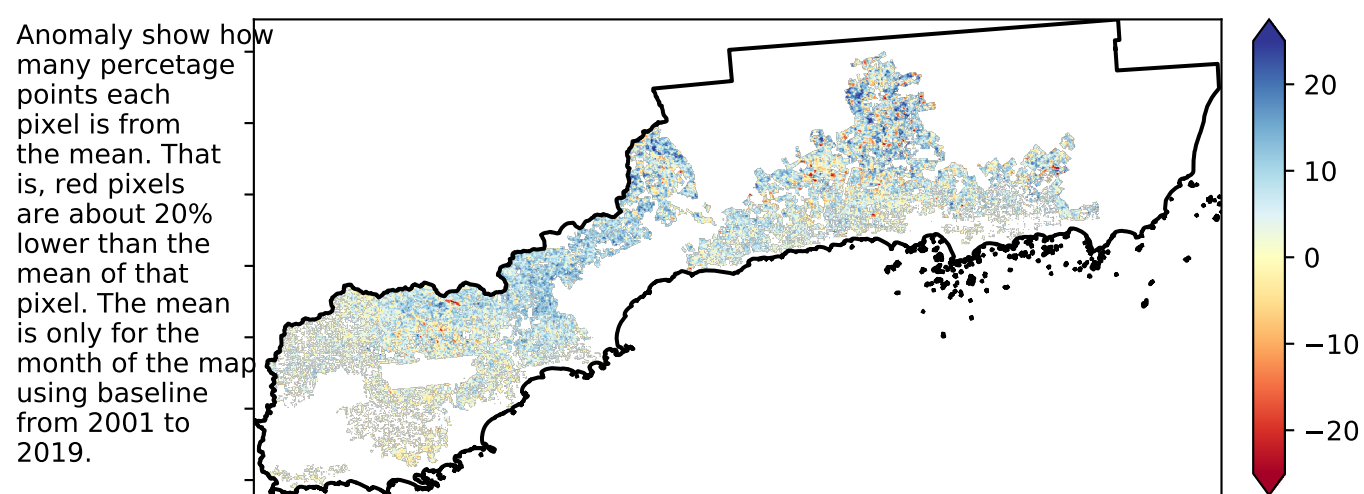 Anomaly show how
many percetage
points each
pixel is from
the mean. That
is, red pixels
are about 20%
lower than the
mean of that
pixel. The mean
is only for the
month of the map
using baseline
from 2001 to
2019.
20
10
0
−10
−20